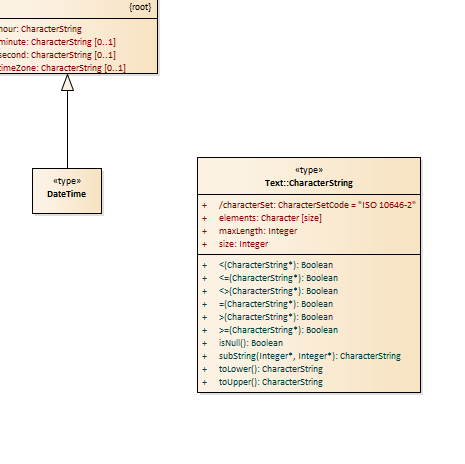 {root}
hour: CharacterString
minute: CharacterString [0..1]
second: CharacterString [0..1]
timeZone: CharacterString [0..1]
«type»
DateTime
«type»
Text::CharacterString
+ /characterSet: CharacterSetCode = "ISO 10646-2"
+ elements: Character [size]
+ maxLength: Integer
+ size: Integer
+ <(CharacterString*): Boolean
+ <=(CharacterString*): Boolean
+ <>(CharacterString*): Boolean
+ =(CharacterString*): Boolean
+ >(CharacterString*): Boolean
+ >=(CharacterString*): Boolean
+ isNull(): Boolean
+ subString(Integer*, Integer*): CharacterString
+ toLower(): CharacterString
+ toUpper(): CharacterString